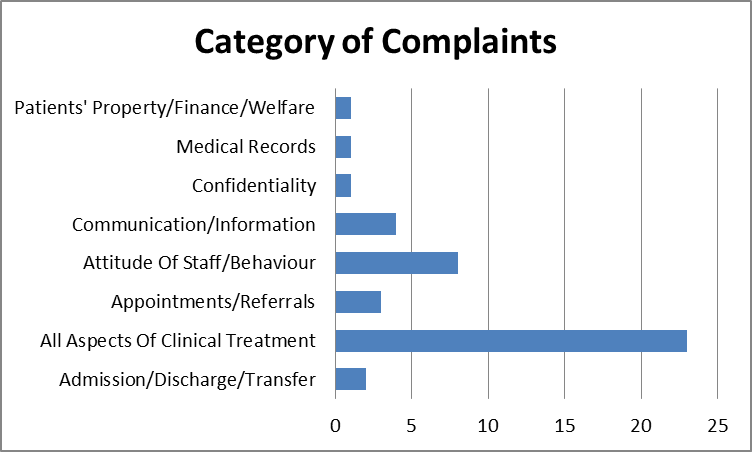 Category of Complaints
Patients' Property/Finance/Welfare
Medical Records
Confidentiality
Communication/Information
Attitude Of Staff/Behaviour
Appointments/Referrals
All Aspects Of Clinical Treatment
Admission/Discharge/Transfer
0 5 10 15 20 25